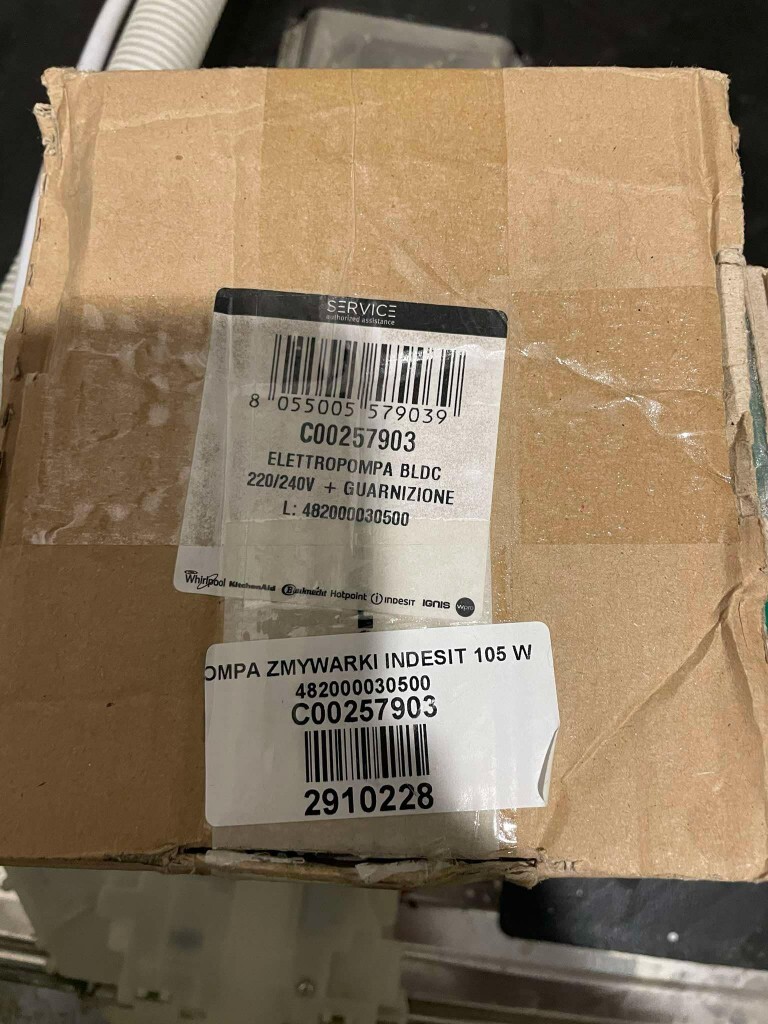 SERVICE
authorized assistance
8 055005 579039
C00257903
ELETTROPOMPA BLDC
220/240V + GUARNIZIONE
L: 482000030500
Whirlpool KitchenAid Bauknecht Hotpoint indesit IGNIS wpro
OMPA ZMYWARKI INDESIT 105 W
482000030500
C00257903
2910228